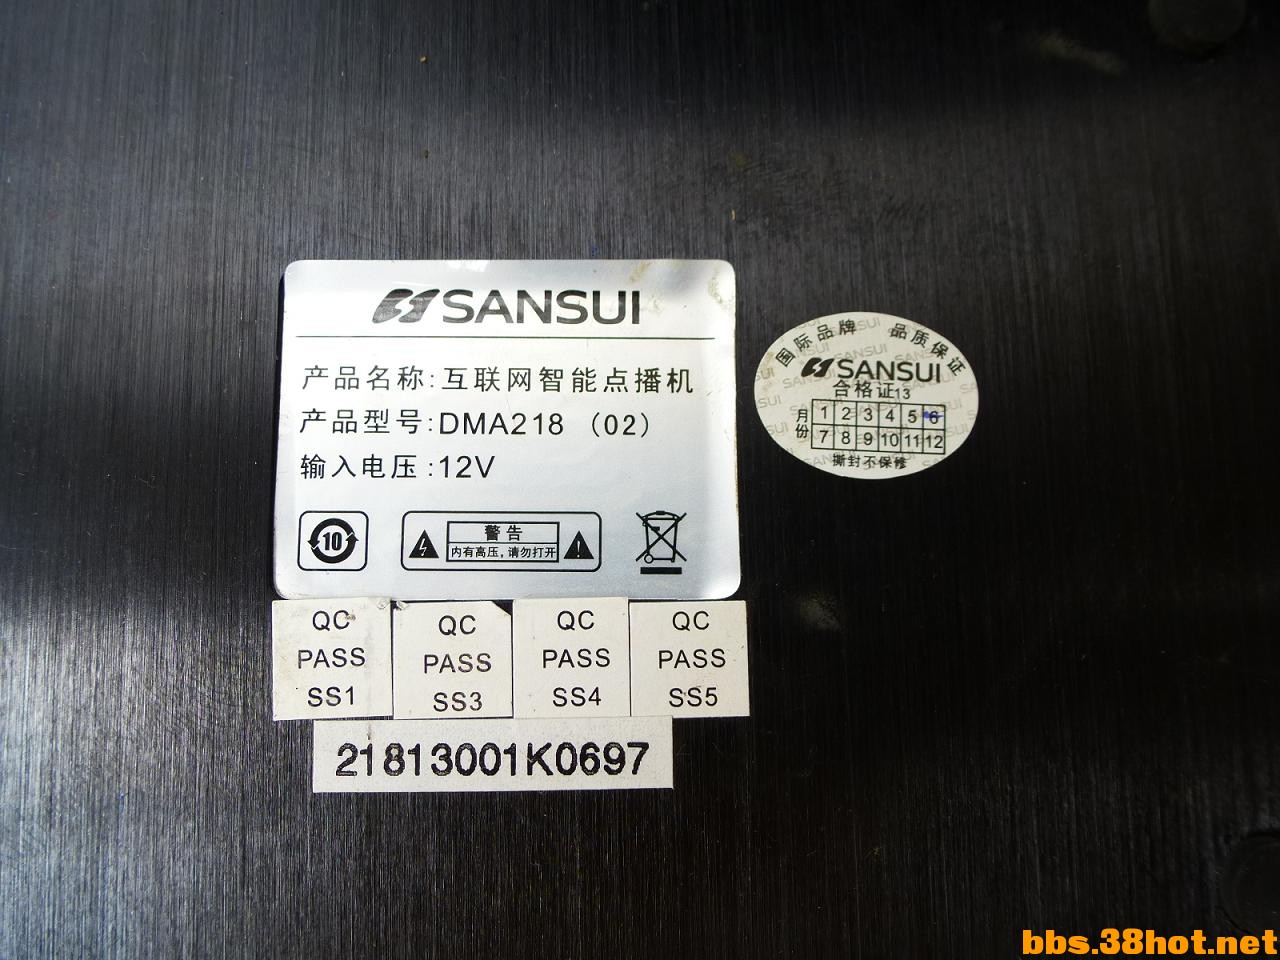 SANSUI
产品名称:互联网智能点播机
产品型号:DMA218 （02）
输入电压:12V
10
警告
内有高压,请勿打开
国际品牌 品质保证
SANSUI
合格证13
月份
1 2 3 4 5 6
7 8 9 10 11 12
撕封不保修
QC
PASS
SS1
QC
PASS
SS3
QC
PASS
SS4
QC
PASS
SS5
21813001K0697
bbs.38hot.net